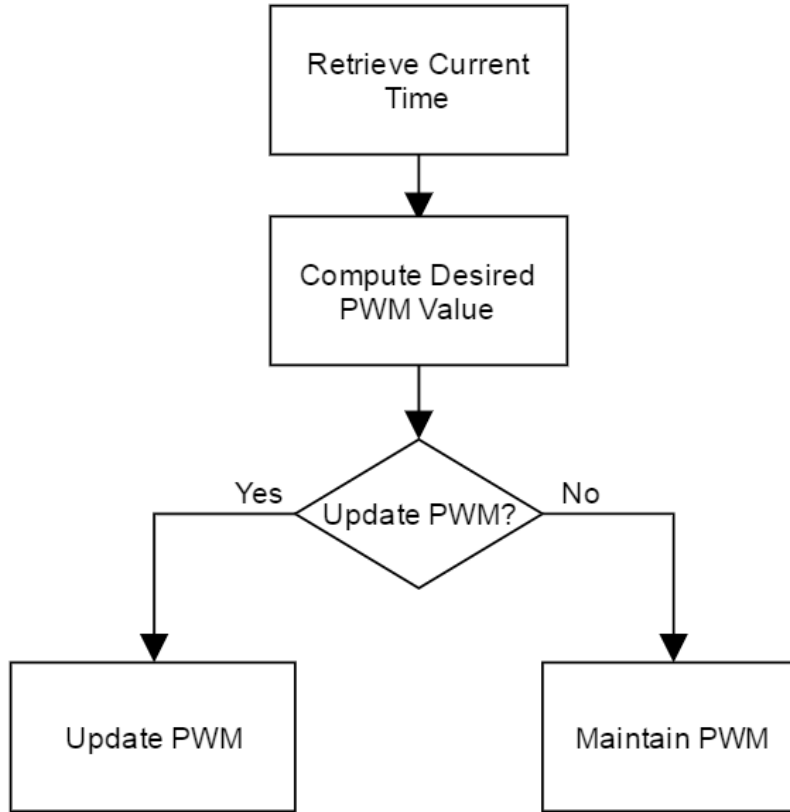 Retrieve Current
Time
Compute Desired
PWM Value
Yes
Update PWM?
No
Update PWM
Maintain PWM